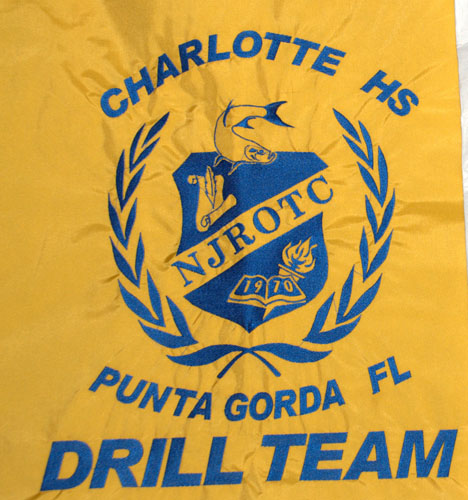 CHARLOTTE HS
NJROTC
1970
PUNTA GORDA FL
DRILL TEAM